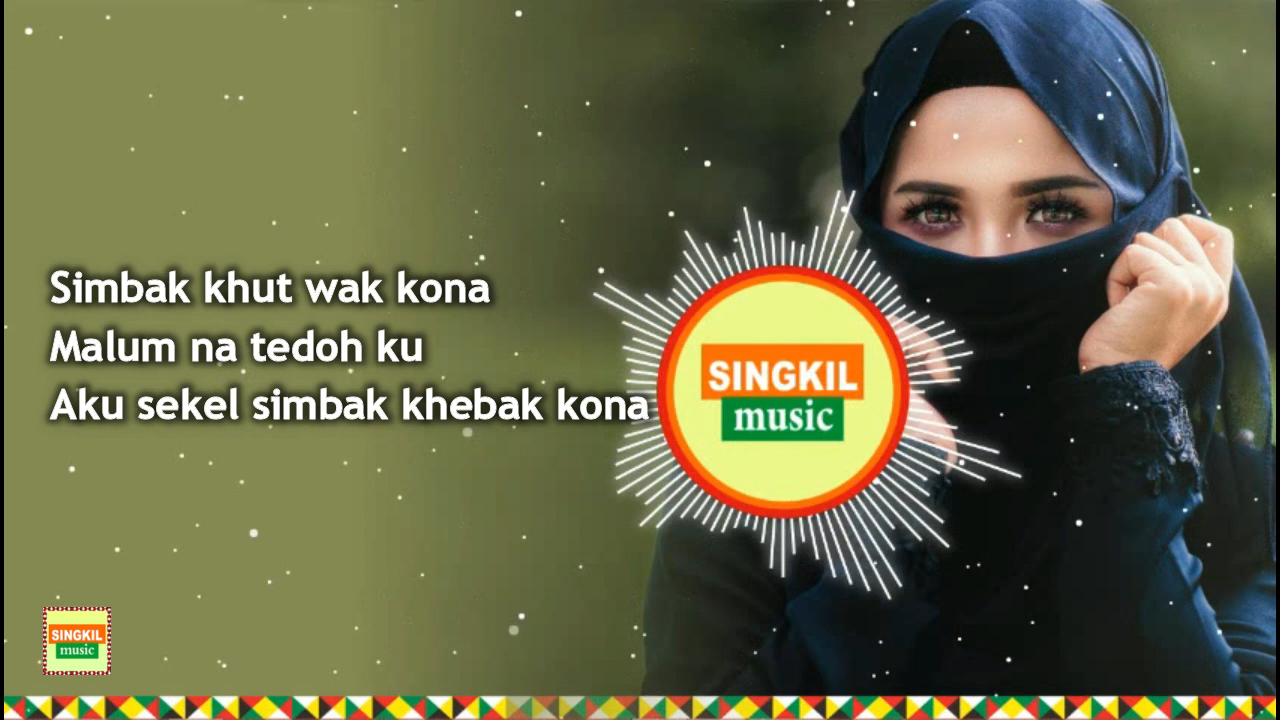 Simbak khut wak kona
Malum na tedoh ku
Aku sekel simbak khebak kona
SINGKIL
music
SINGKIL
music